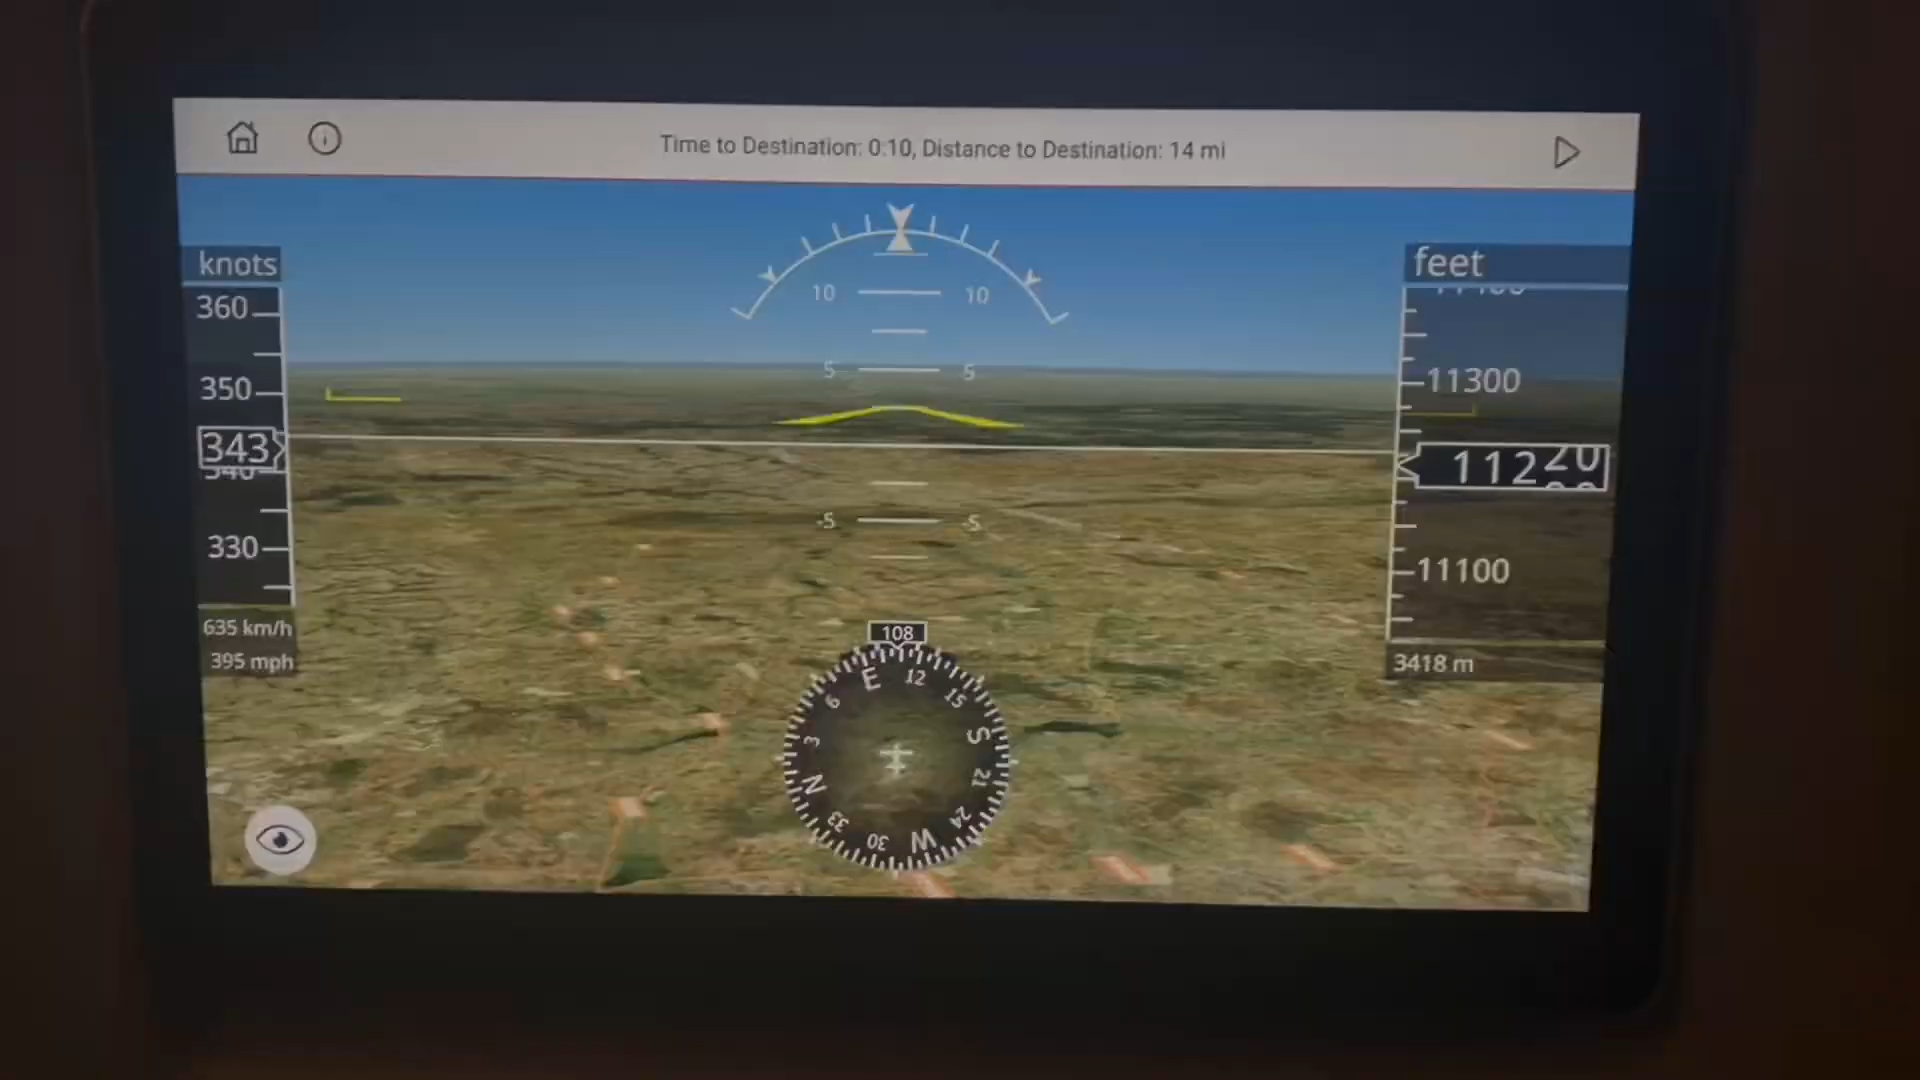 Time to Destination: 0:10, Distance to Destination: 14 mi
knots
360
350
343
340
330
635 km/h
395 mph
10 10
5 5
-5 -5
feet
11300
11220
11100
3418 m
108
E 12 15 S 21 24 W 30 33 N 3 6